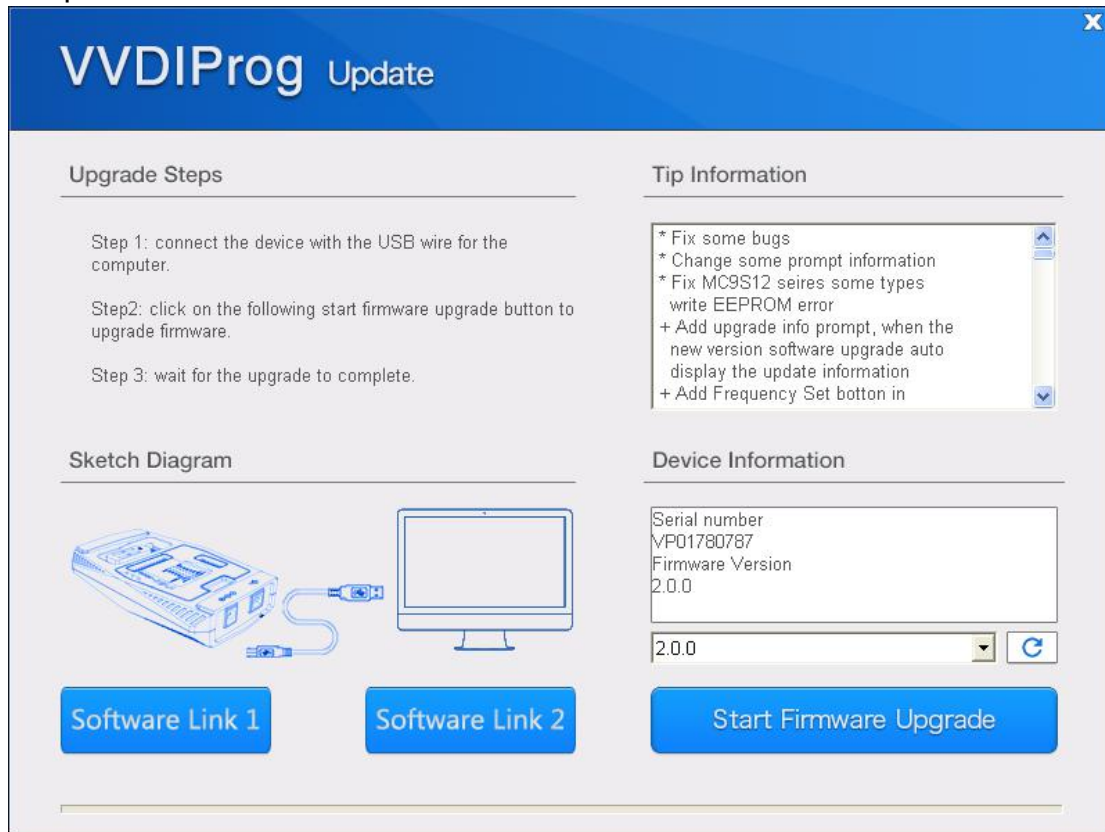 X
VVDIProg Update
Upgrade Steps
Step 1: connect the device with the USB wire for the
computer.
Step2: click on the following start firmware upgrade button to
upgrade firmware.
Step 3: wait for the upgrade to complete.
Tip Information
* Fix some bugs
* Change some prompt information
* Fix MC9S12 seires some types
write EEPROM error
+ Add upgrade info prompt, when the
new version software upgrade auto
display the update information
+ Add Frequency Set botton in
Sketch Diagram
Device Information
Serial number
VP01780787
Firmware Version
2.0.0
2.0.0
Software Link 1
Software Link 2
Start Firmware Upgrade